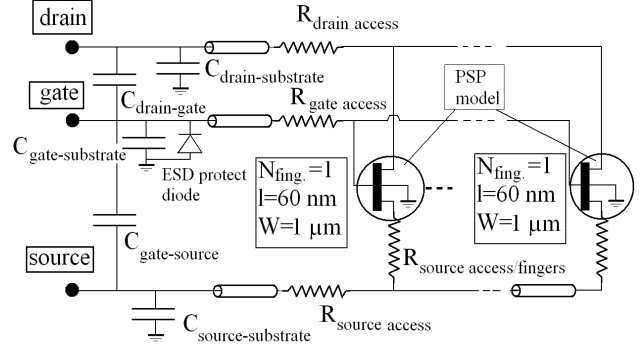 drain
R drain access
C drain-substrate
PSP
model
gate
C drain-gate
R gate access
C gate-substrate
ESD protect
diode
N fing. =1
l=60 nm
W=1 µm
N fing. =1
l=60 nm
W=1 µm
C gate-source
source
R source access/fingers
C source-substrate
R source access